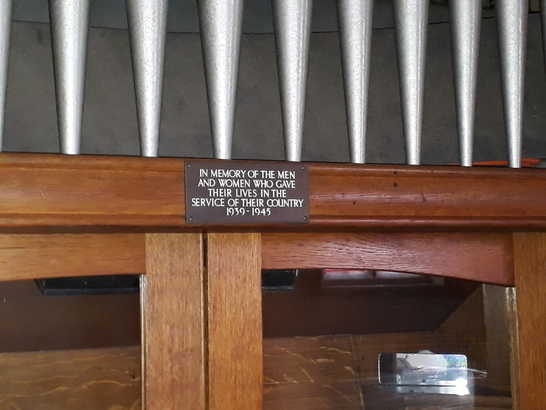 IN MEMORY OF THE MEN
AND WOMEN WHO GAVE
THEIR LIVES IN THE
SERVICE OF THEIR COUNTRY
1939-1945